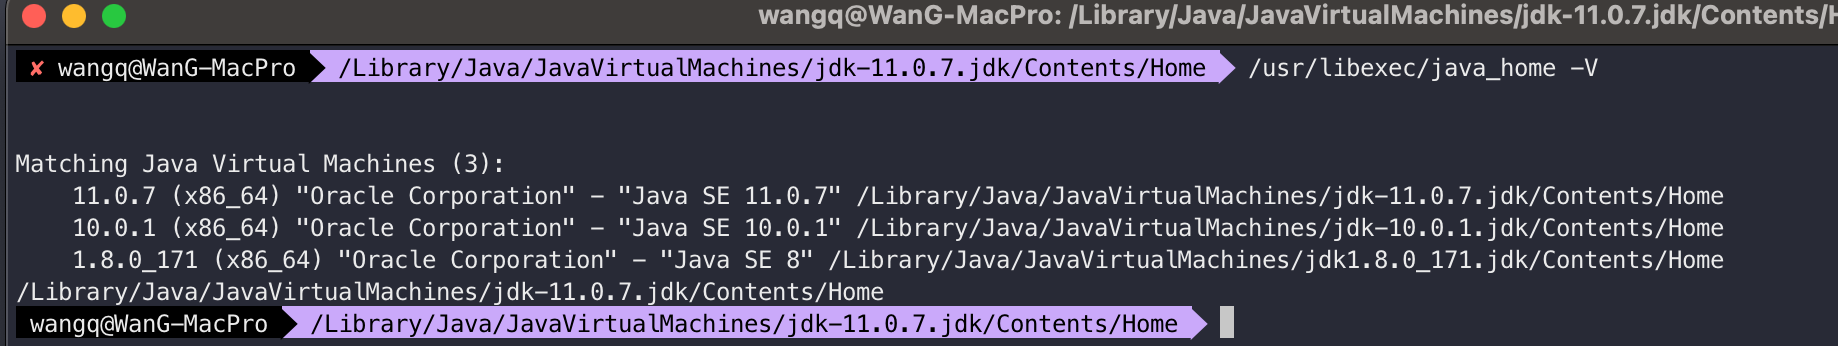 wangq@WanG-MacPro: /Library/Java/JavaVirtualMachines/jdk-11.0.7.jdk/Contents/
✘ wangq@WanG-MacPro /Library/Java/JavaVirtualMachines/jdk-11.0.7.jdk/Contents/Home /usr/libexec/java_home -V
Matching Java Virtual Machines (3):
11.0.7 (x86_64) "Oracle Corporation" - "Java SE 11.0.7" /Library/Java/JavaVirtualMachines/jdk-11.0.7.jdk/Contents/Home
10.0.1 (x86_64) "Oracle Corporation" - "Java SE 10.0.1" /Library/Java/JavaVirtualMachines/jdk-10.0.1.jdk/Contents/Home
1.8.0_171 (x86_64) "Oracle Corporation" - "Java SE 8" /Library/Java/JavaVirtualMachines/jdk1.8.0_171.jdk/Contents/Home
/Library/Java/JavaVirtualMachines/jdk-11.0.7.jdk/Contents/Home
wangq@WanG-MacPro /Library/Java/JavaVirtualMachines/jdk-11.0.7.jdk/Contents/Home